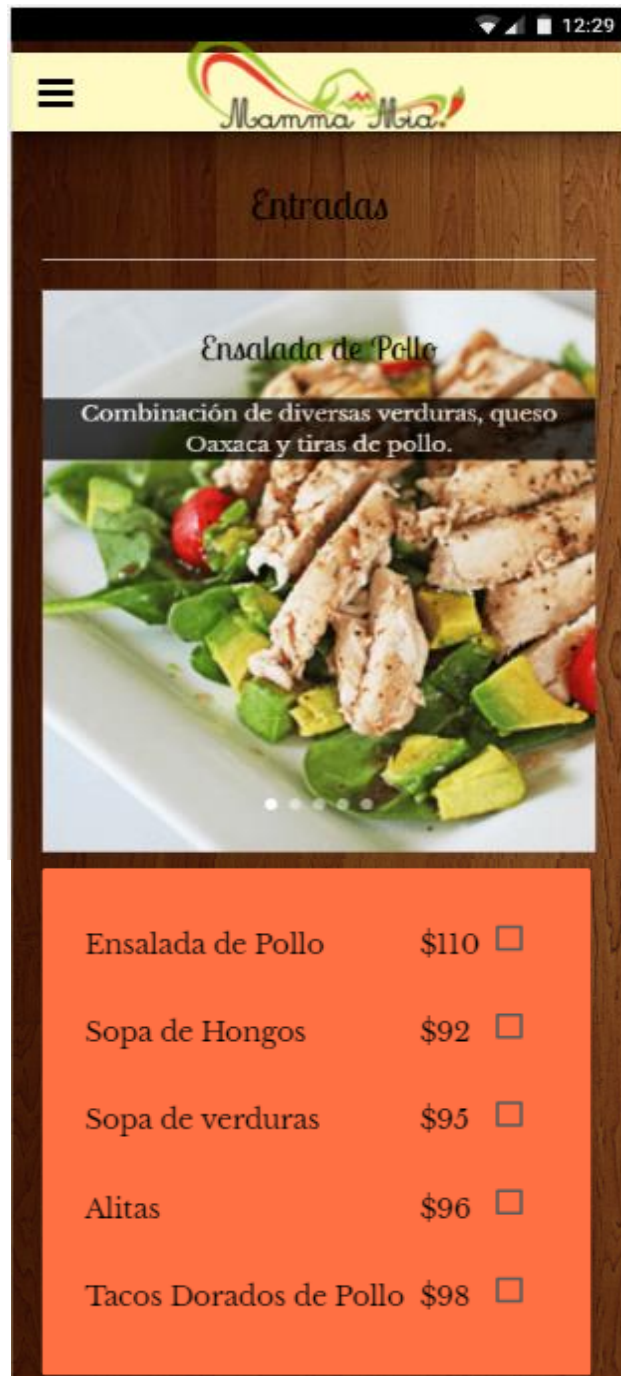 12:29
Mamma Mia!
Entradas
Ensalada de Pollo
Combinación de diversas verduras, queso
Oaxaca y tiras de pollo.
Ensalada de Pollo $110
Sopa de Hongos $92
Sopa de verduras $95
Alitas $96
Tacos Dorados de Pollo $98